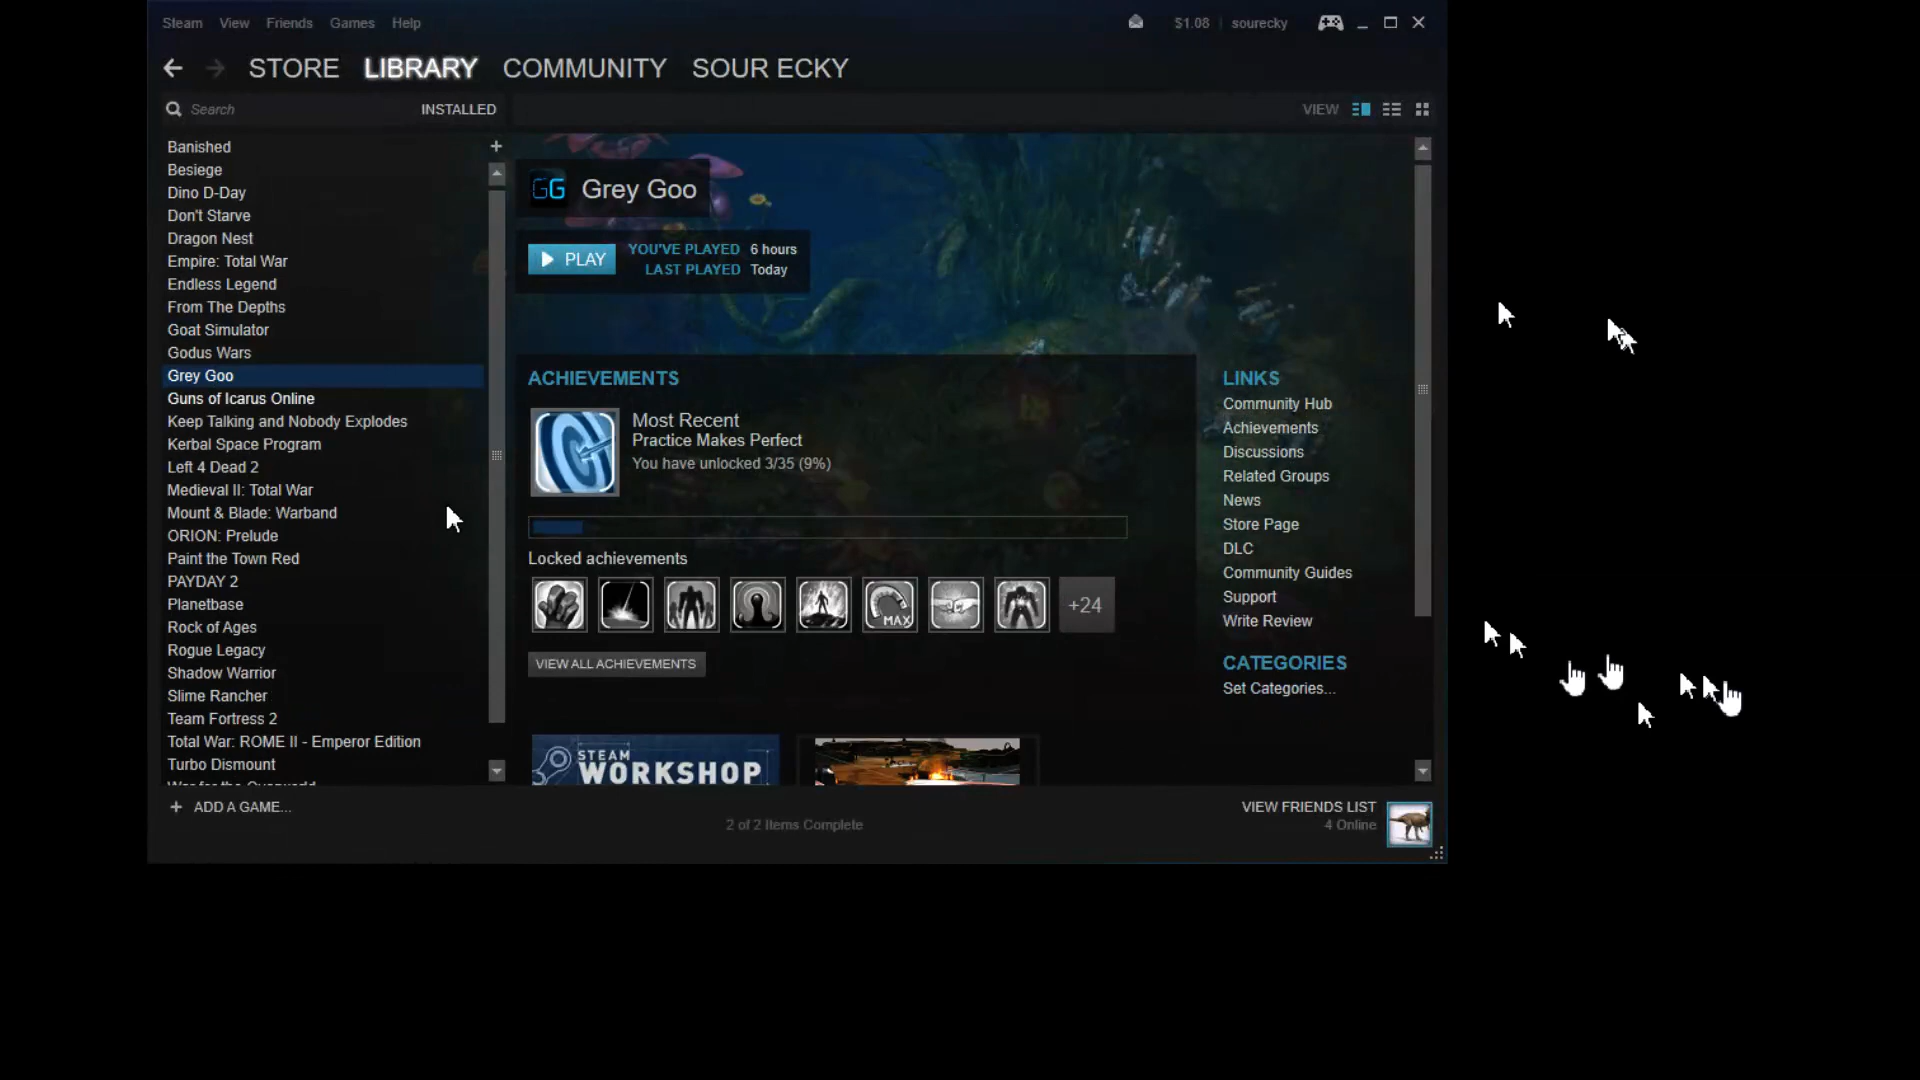 Steam View Friends Games Help
$1.08 sourecky
STORE LIBRARY COMMUNITY SOUR ECKY
Search INSTALLED VIEW
Banished
Besiege
Dino D-Day
Don't Starve
Dragon Nest
Empire: Total War
Endless Legend
From The Depths
Goat Simulator
Godus Wars
Grey Goo
Guns of Icarus Online
Keep Talking and Nobody Explodes
Kerbal Space Program
Left 4 Dead 2
Medieval II: Total War
Mount & Blade: Warband
ORION: Prelude
Paint the Town Red
PAYDAY 2
Planetbase
Rock of Ages
Rogue Legacy
Shadow Warrior
Slime Rancher
Team Fortress 2
Total War: ROME II - Emperor Edition
Turbo Dismount
GG Grey Goo
PLAY
YOU'VE PLAYED 6 hours
LAST PLAYED Today
ACHIEVEMENTS
Most Recent
Practice Makes Perfect
You have unlocked 3/35 (9%)
Locked achievements
MAX
+24
VIEW ALL ACHIEVEMENTS
STEAM
WORKSHOP
LINKS
Community Hub
Achievements
Discussions
Related Groups
News
Store Page
DLC
Community Guides
Support
Write Review
CATEGORIES
Set Categories...
+ ADD A GAME...
2 of 2 Items Complete
VIEW FRIENDS LIST
4 Online